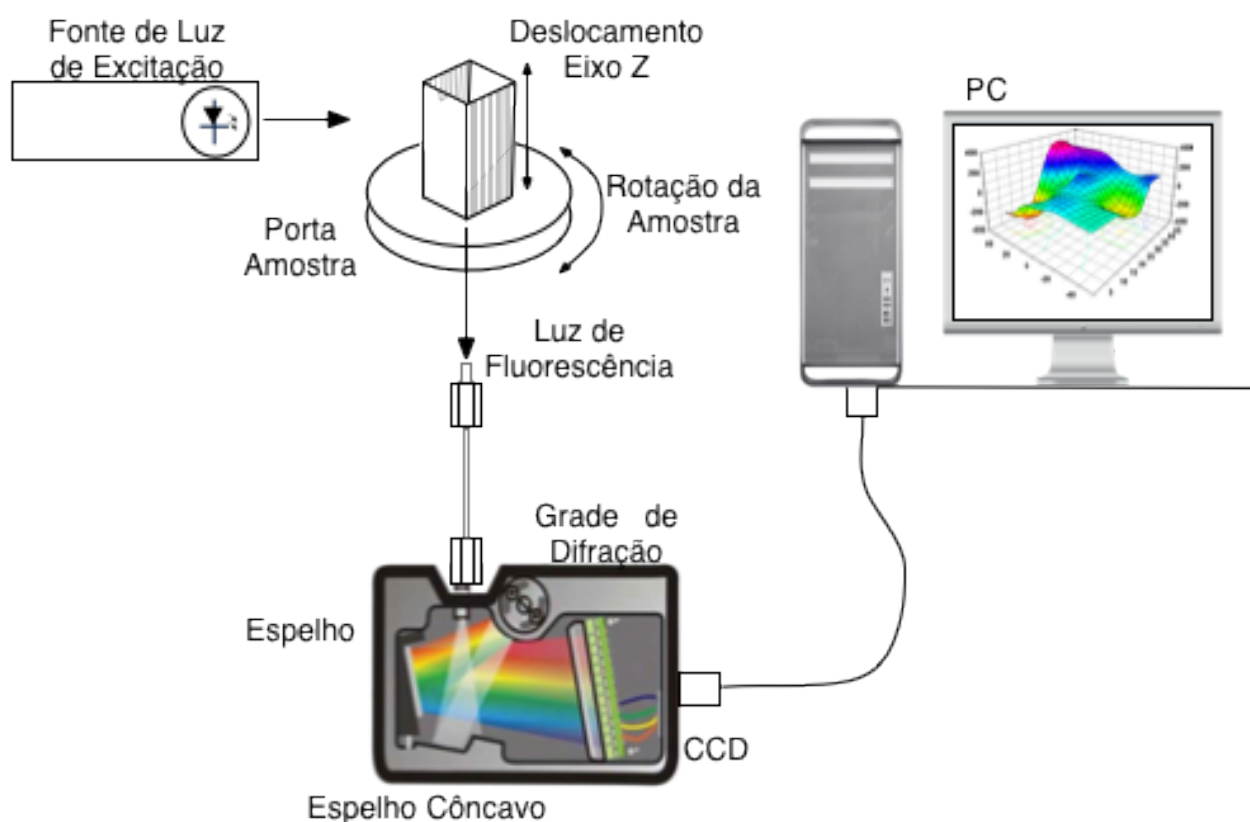 Fonte de Luz
de Excitação
Deslocamento
Eixo Z
PC
Porta
Amostra
Rotação da
Amostra
Luz de
Fluorescência
Grade de
Difração
Espelho
CCD
Espelho Côncavo